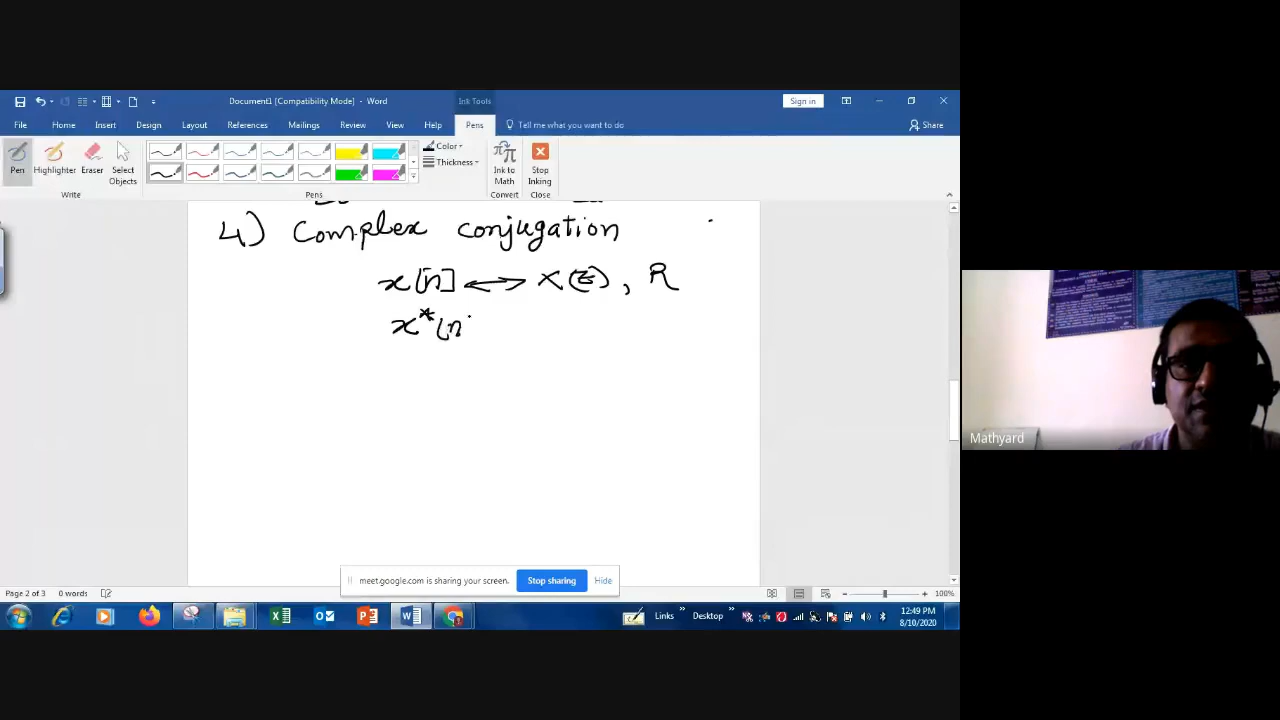 Document1 [Compatibility Mode] - Word
Ink Tools
Sign in
File Home Insert Design Layout References Mailings Review View Help Pens Tell me what you want to do Share
Pen Highlighter Eraser Select Objects
Color
Thickness
Ink to Math
Stop Inking
Write Pens Convert Close
4) Complex conjugation
x[n] ↔ X(z), R
x*[n
Mathyard
meet.google.com is sharing your screen. Stop sharing Hide
Page 2 of 3 0 words 100%
Links Desktop 12:49 PM
8/10/2020